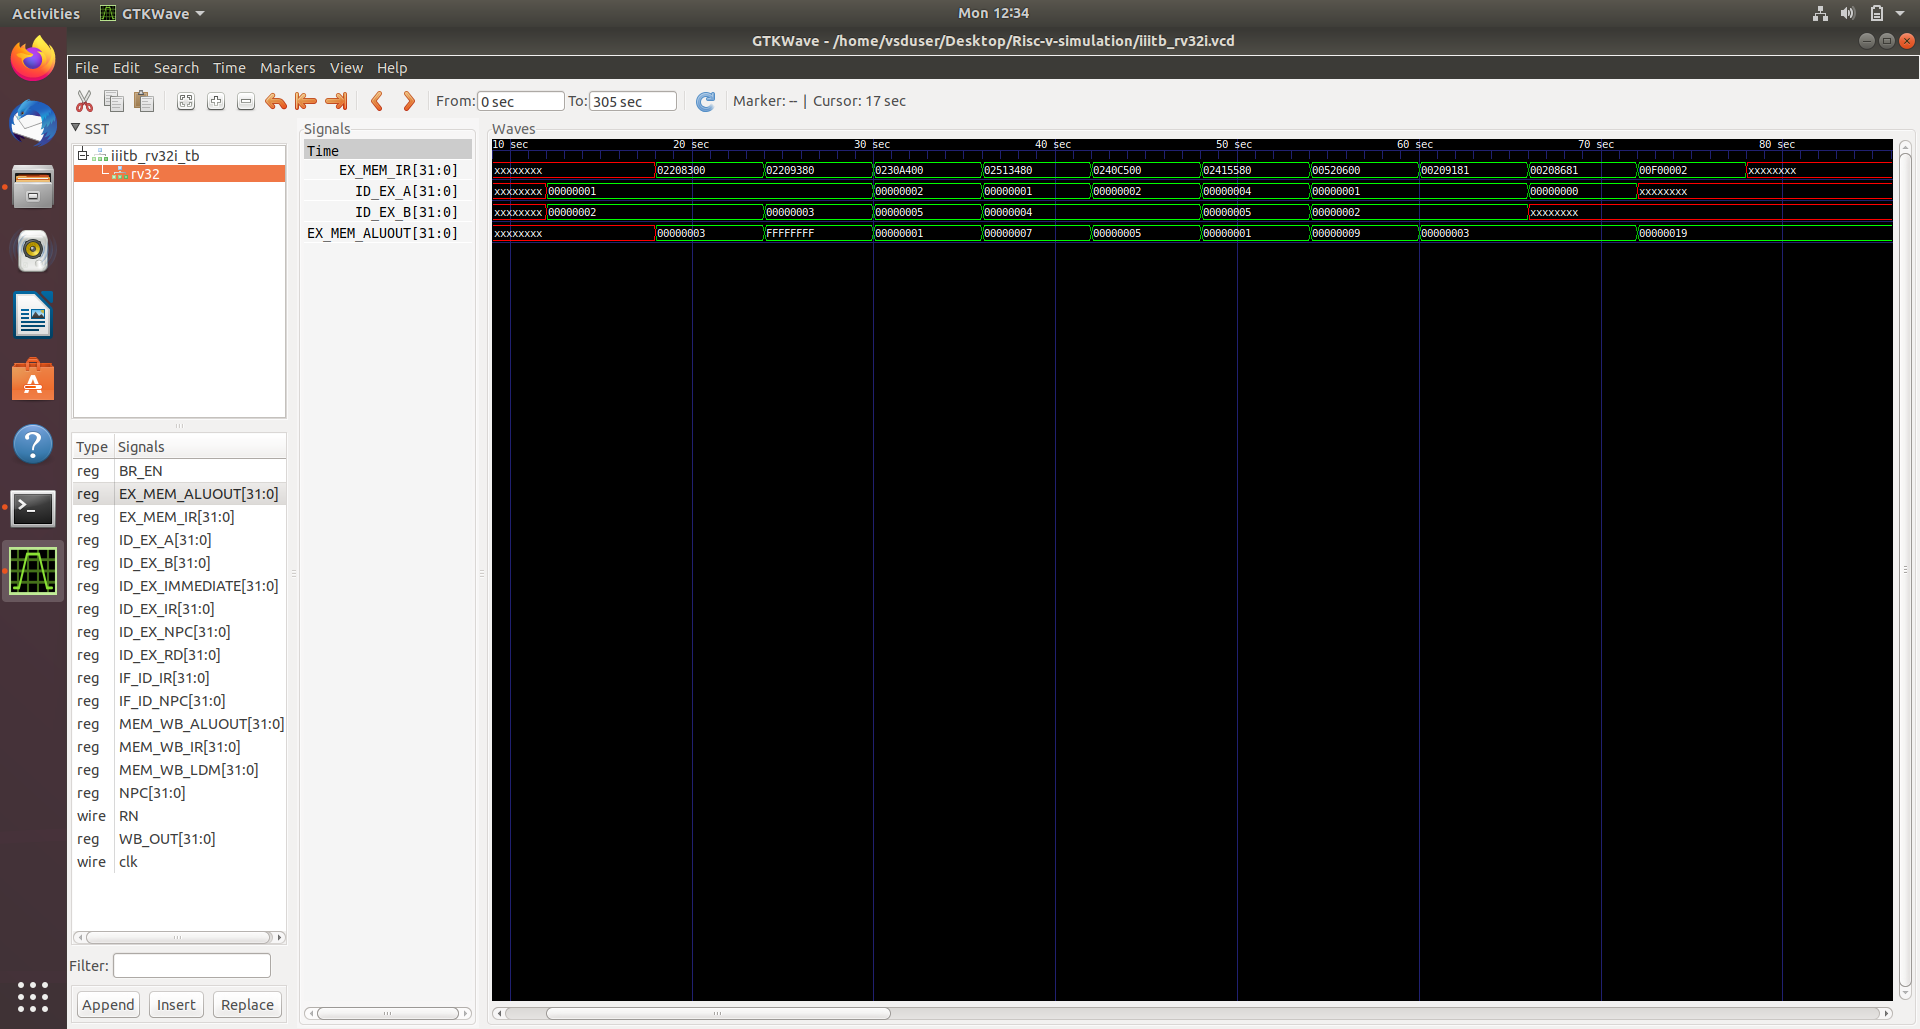 Activities GTKWave Mon 12:34
GTKWave - /home/vsduser/Desktop/Risc-v-simulation/iiitb_rv32i.vcd
File Edit Search Time Markers View Help
From: 0 sec To: 305 sec Marker: -- | Cursor: 17 sec
SST
iiitb_rv32i_tb
rv32
Type Signals
reg BR_EN
reg EX_MEM_ALUOUT[31:0]
reg EX_MEM_IR[31:0]
reg ID_EX_A[31:0]
reg ID_EX_B[31:0]
reg ID_EX_IMMEDIATE[31:0]
reg ID_EX_IR[31:0]
reg ID_EX_NPC[31:0]
reg ID_EX_RD[31:0]
reg IF_ID_IR[31:0]
reg IF_ID_NPC[31:0]
reg MEM_WB_ALUOUT[31:0]
reg MEM_WB_IR[31:0]
reg MEM_WB_LDM[31:0]
reg NPC[31:0]
wire RN
reg WB_OUT[31:0]
wire clk
Filter:
Append Insert Replace
Signals
Time
EX_MEM_IR[31:0]
ID_EX_A[31:0]
ID_EX_B[31:0]
EX_MEM_ALUOUT[31:0]
Waves
10 sec 20 sec 30 sec 40 sec 50 sec 60 sec 70 sec 80 sec
xxxxxxxx 02208300 02209380 0230A400 02513480 0240C500 02415580 00520600 00209181 00208681 00F00002 xxxxxxxx
xxxxxxxx 00000001 00000002 00000001 00000002 00000004 00000001 00000000 xxxxxxxx
xxxxxxxx 00000002 00000003 00000005 00000004 00000005 00000002 xxxxxxxx
xxxxxxxx 00000003 FFFFFFFF 00000001 00000007 00000005 00000001 00000009 00000003 00000019